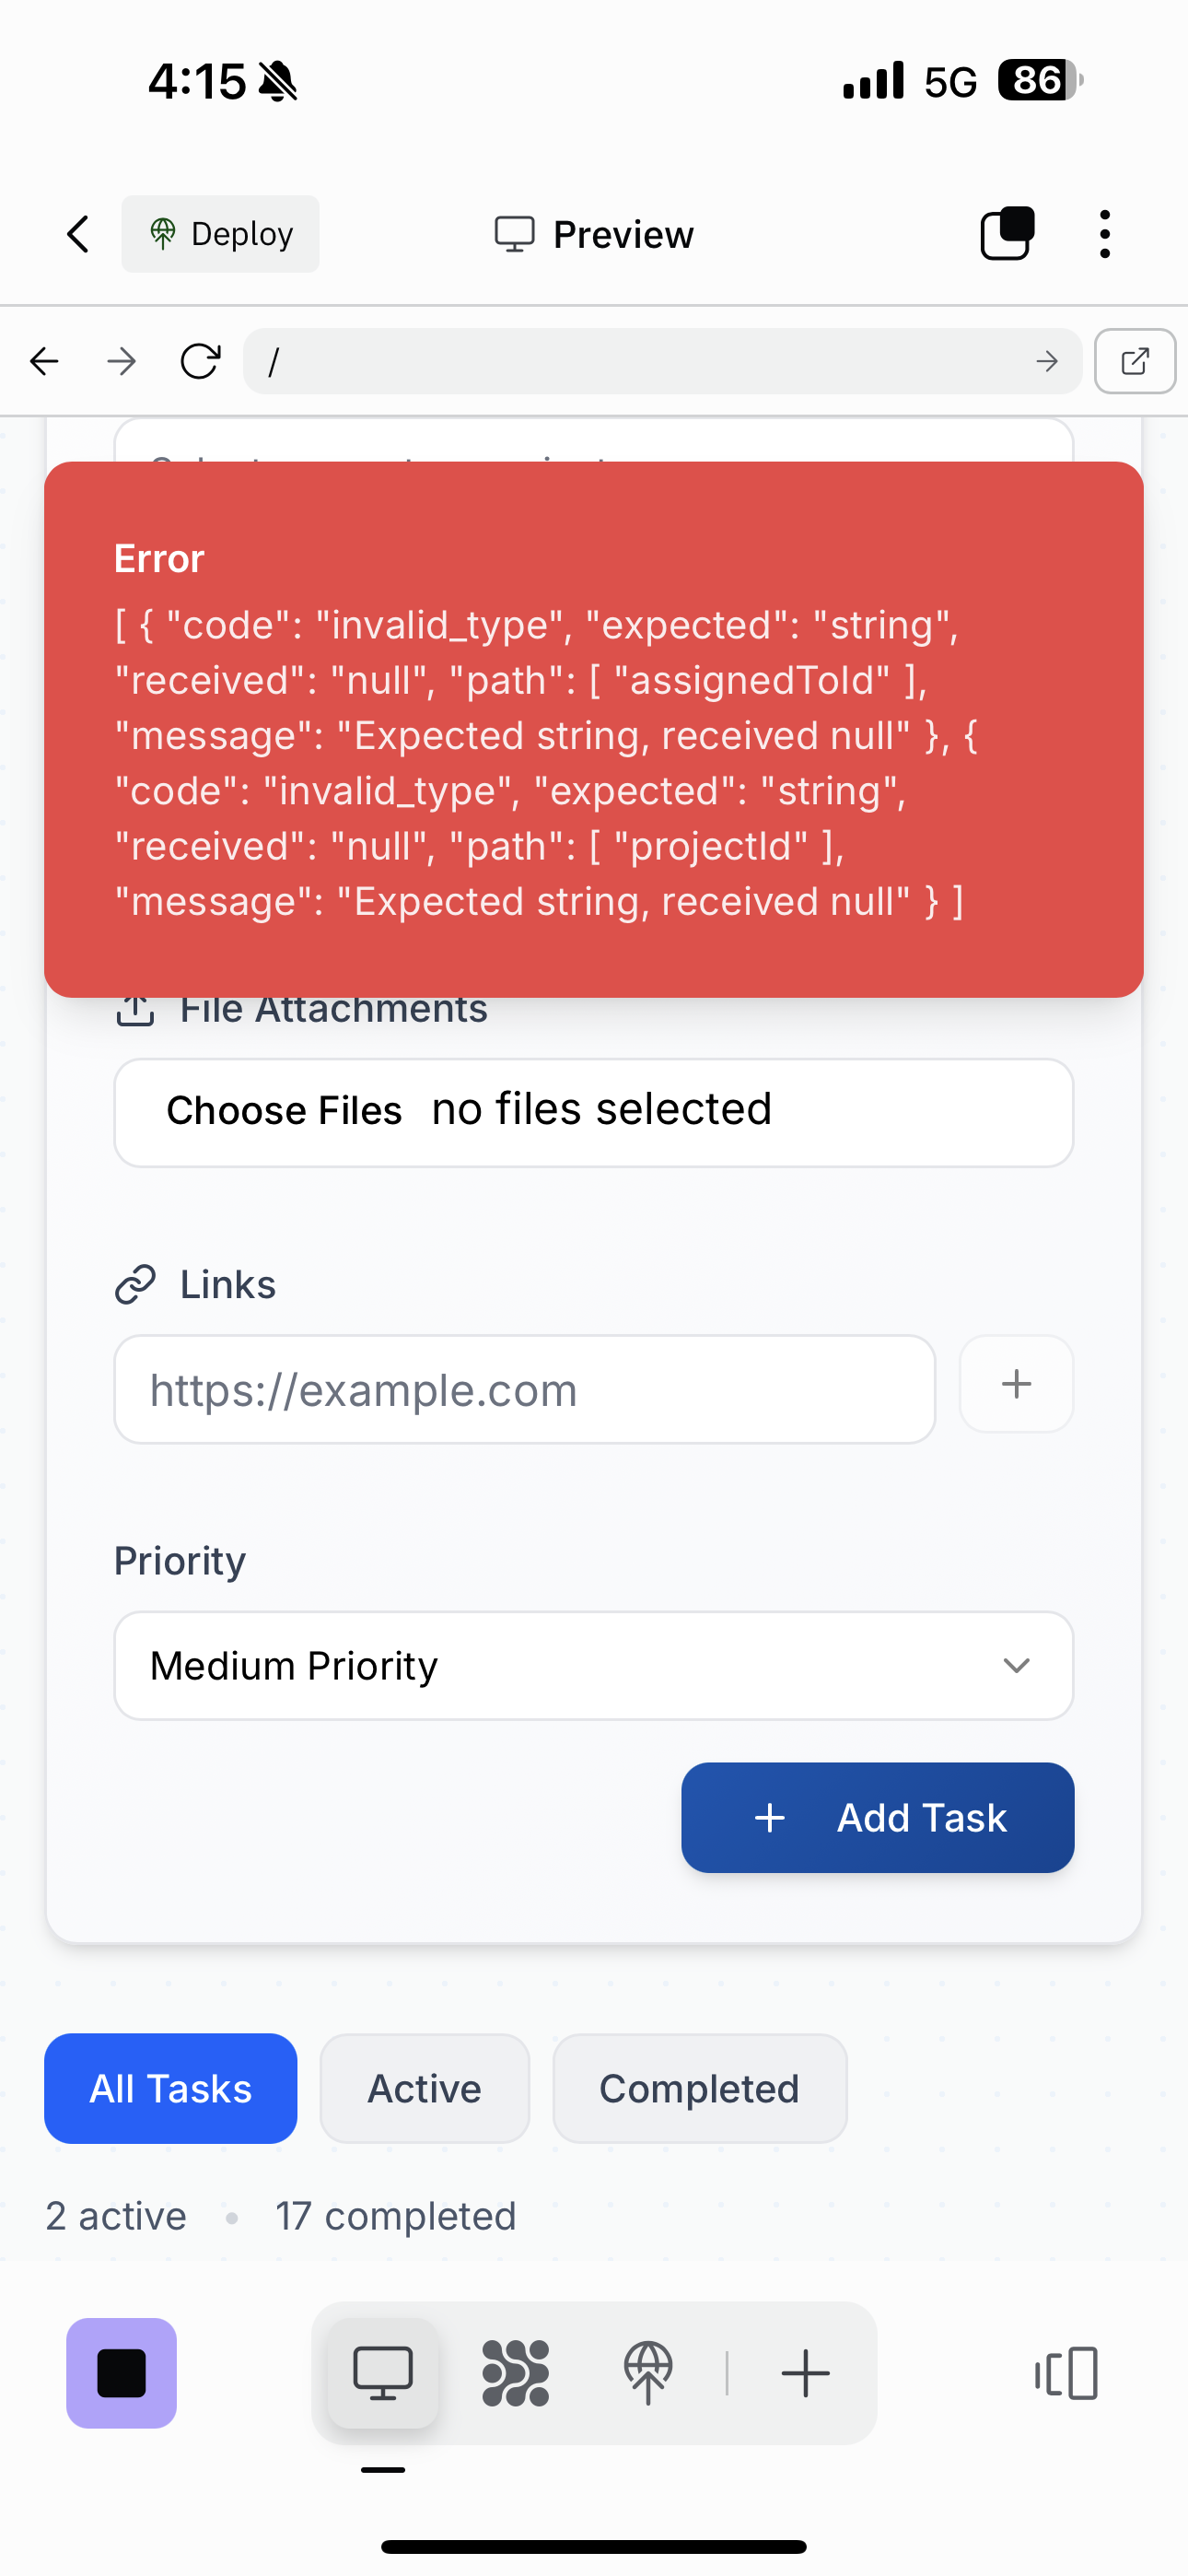 4:15
5G
86
Deploy
Preview
/
Error
[ { "code": "invalid_type", "expected": "string",
"received": "null", "path": [ "assignedToId" ],
"message": "Expected string, received null" }, {
"code": "invalid_type", "expected": "string",
"received": "null", "path": [ "projectId" ],
"message": "Expected string, received null" } ]
File Attachments
Choose Files no files selected
Links
https://example.com
Priority
Medium Priority
Add Task
All Tasks
Active
Completed
2 active • 17 completed